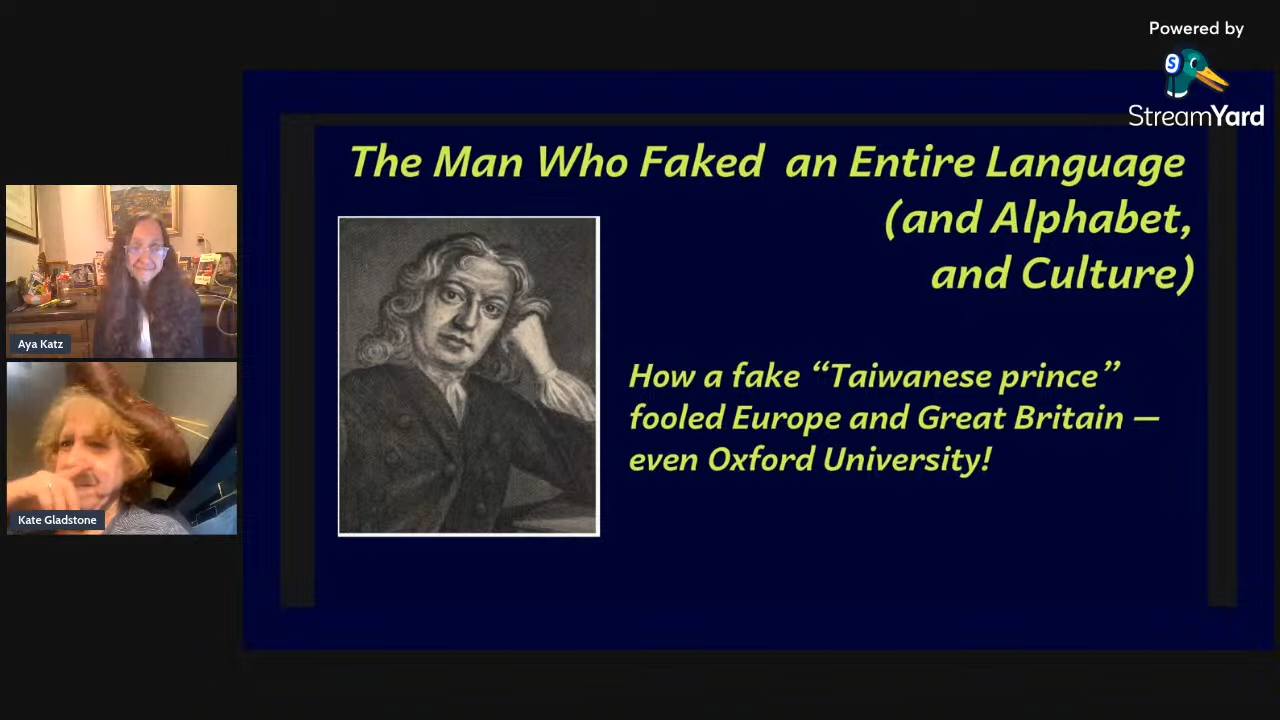 Powered by
S
StreamYard
The Man Who Faked an Entire Language
(and Alphabet,
and Culture)
How a fake “Taiwanese prince”
fooled Europe and Great Britain —
even Oxford University!
Aya Katz
Kate Gladstone